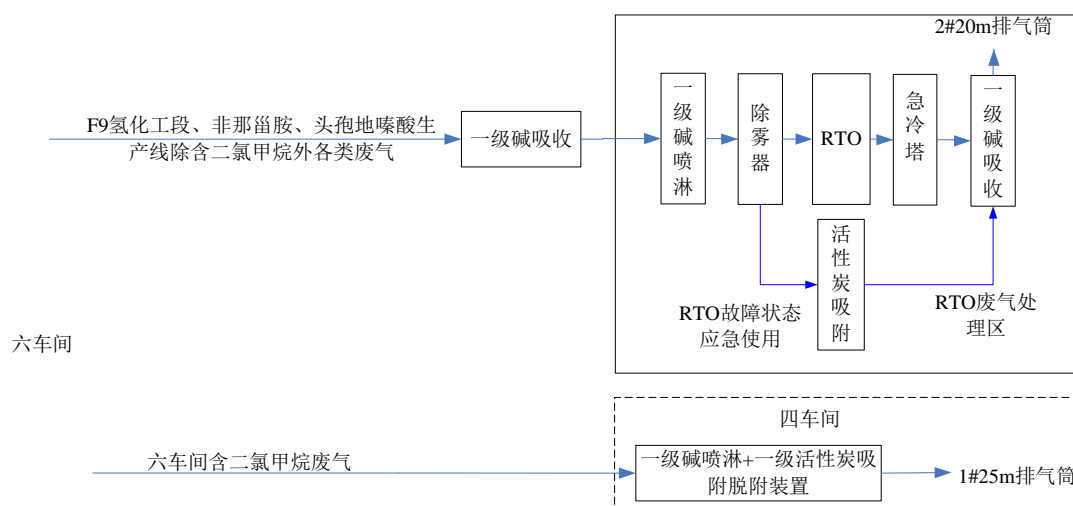 2#20m排气筒
F9氢化工段、非那甾胺、头孢地嗪酸生
产线除含二氯甲烷外各类废气
一级碱吸收
一级碱喷淋
除雾器
RTO
急冷塔
一级碱吸收
活性炭吸附
RTO故障状态
应急使用
RTO废气处
理区
六车间
四车间
六车间含二氯甲烷废气
一级碱喷淋+一级活性炭吸
附脱附装置
1#25m排气筒